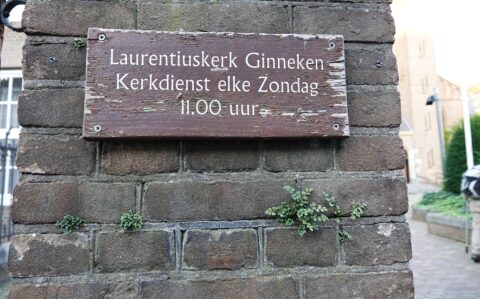 Laurentiuskerk Ginneken
Kerkdienst elke Zondag
11.00 uur